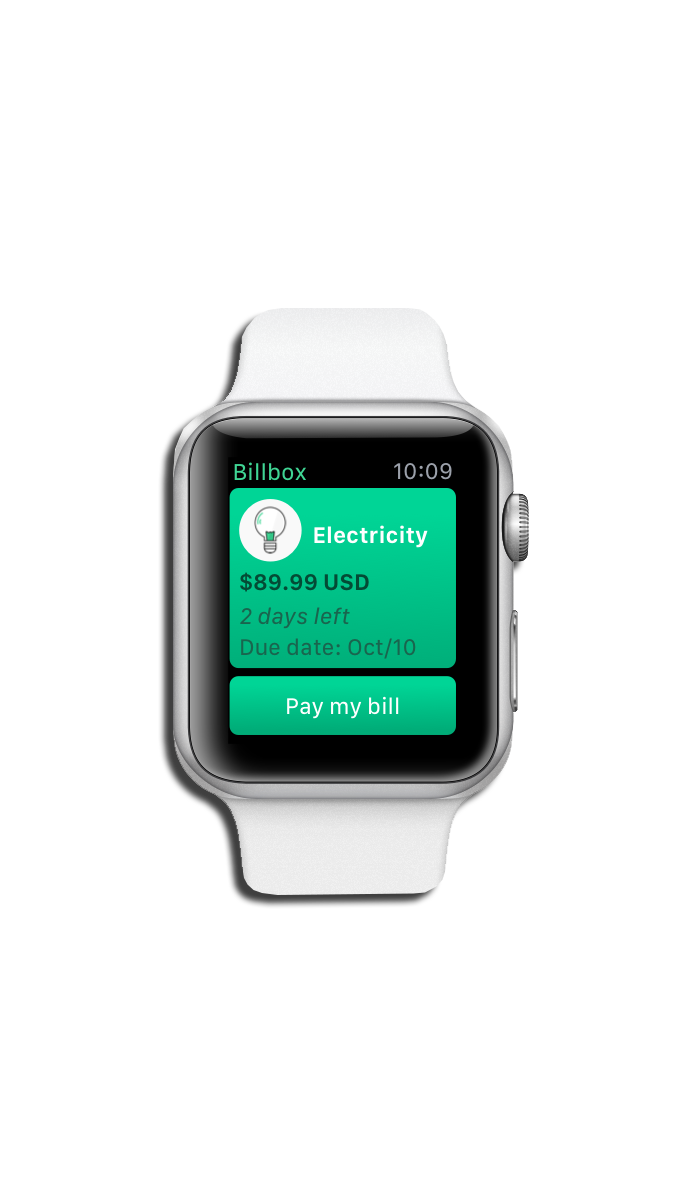 Billbox 10:09
Electricity
$89.99 USD
2 days left
Due date: Oct/10
Pay my bill